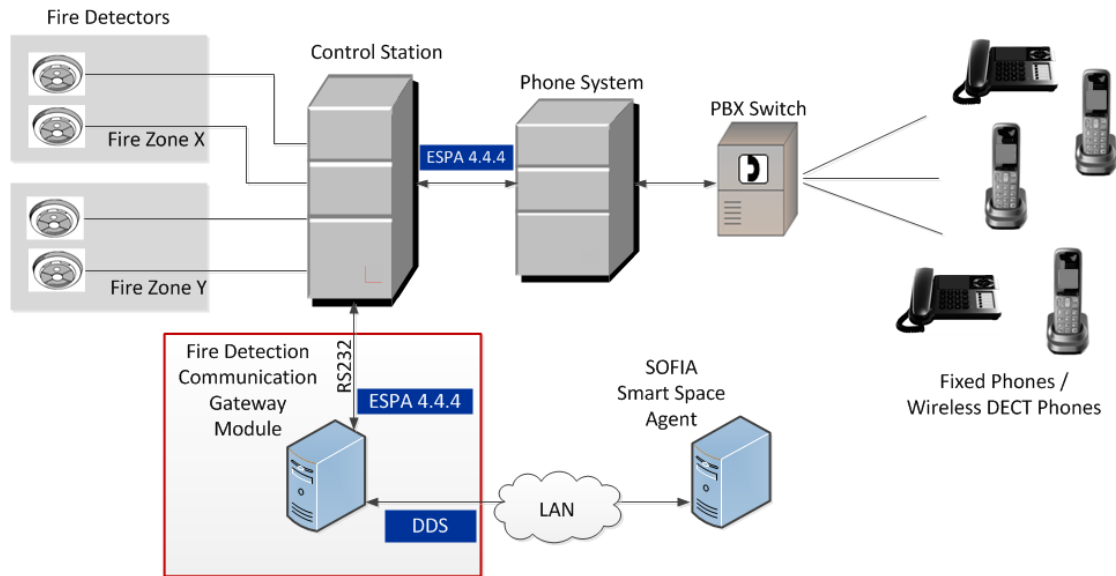 Fire Detectors
Fire Zone X
Fire Zone Y
Control Station
ESPA 4.4.4
Phone System
PBX Switch
Fixed Phones /
Wireless DECT Phones
RS232
Fire Detection
Communication
Gateway
Module
ESPA 4.4.4
DDS
LAN
SOFIA
Smart Space
Agent